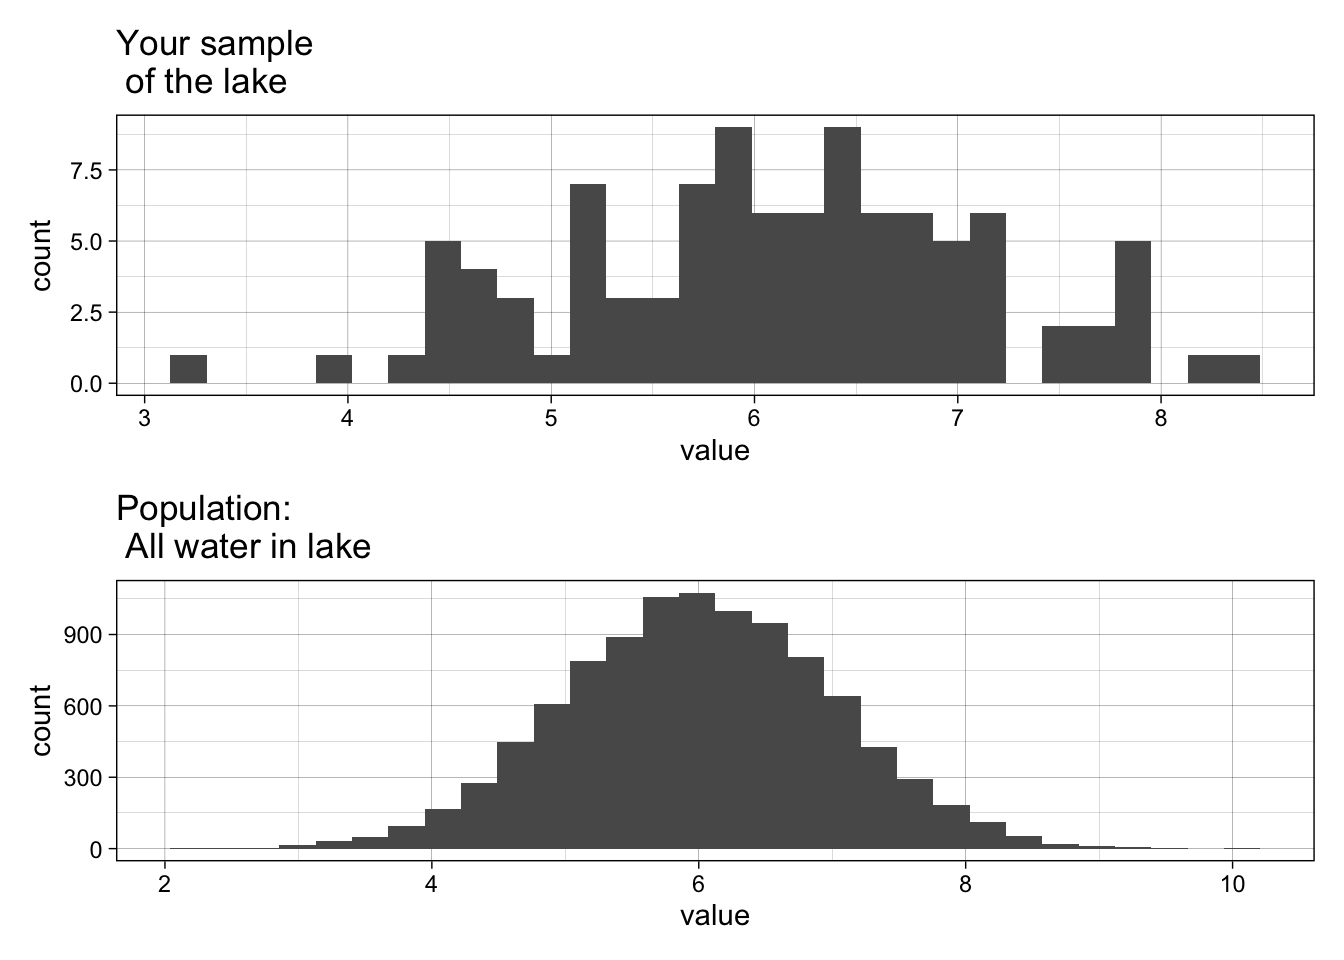 Your sample
of the lake
7.5
5.0
2.5
0.0
count
3 4 5 6 7 8
value
Population:
All water in lake
900
600
300
0
count
2 4 6 8 10
value